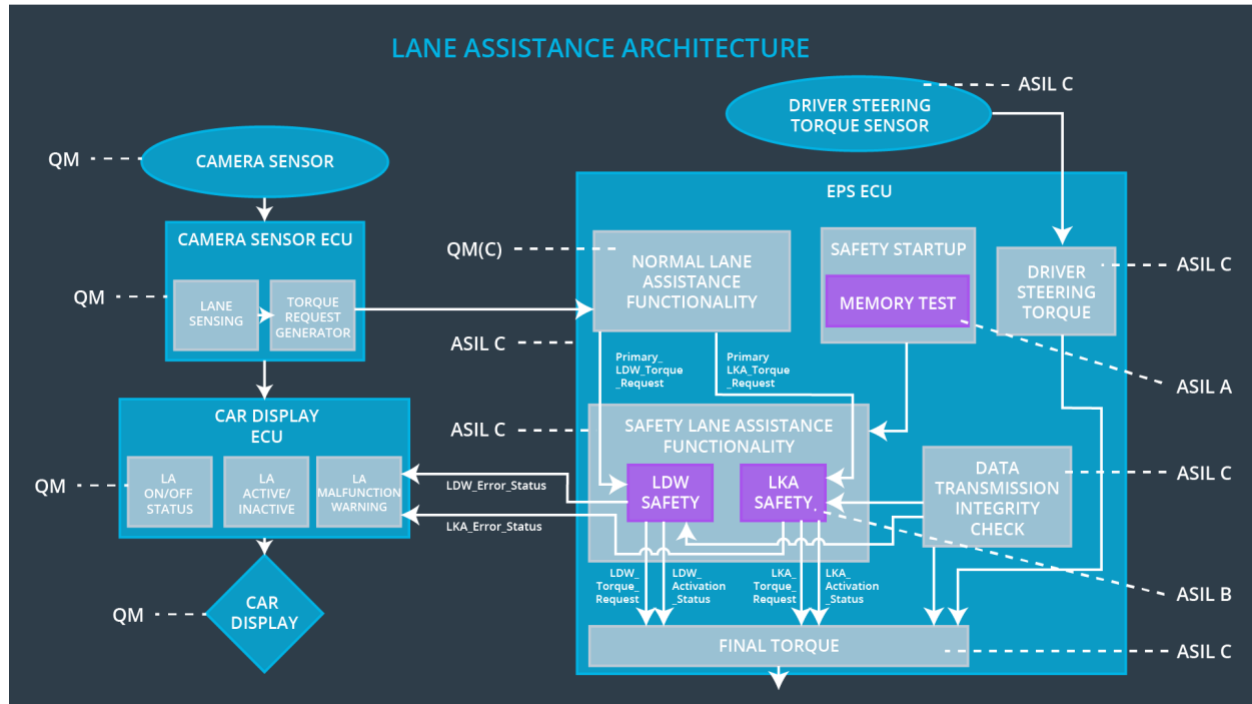 LANE ASSISTANCE ARCHITECTURE
ASIL C
DRIVER STEERING
TORQUE SENSOR
QM
CAMERA SENSOR
EPS ECU
CAMERA SENSOR ECU
QM
LANE
SENSING
TORQUE
REQUEST
GENERATOR
QM(C)
NORMAL LANE
ASSISTANCE
FUNCTIONALITY
SAFETY STARTUP
MEMORY TEST
DRIVER
STEERING
TORQUE
ASIL C
ASIL C
ASIL A
Primary_
LDW_Torque
_Request
Primary
LKA_Torque
_Request
CAR DISPLAY
ECU
QM
LA
ON/OFF
STATUS
LA
ACTIVE/
INACTIVE
LA
MALFUNCTION
WARNING
ASIL C
SAFETY LANE ASSISTANCE
FUNCTIONALITY
LDW
SAFETY
LKA
SAFETY
DATA
TRANSMISSION
INTEGRITY
CHECK
ASIL C
LDW_Error_Status
LKA_Error_Status
LDW_
Torque_
Request
LDW_
Activation
_Status
LKA_
Torque_
Request
LKA_
Activation
_Status
ASIL B
QM
CAR
DISPLAY
FINAL TORQUE
ASIL C